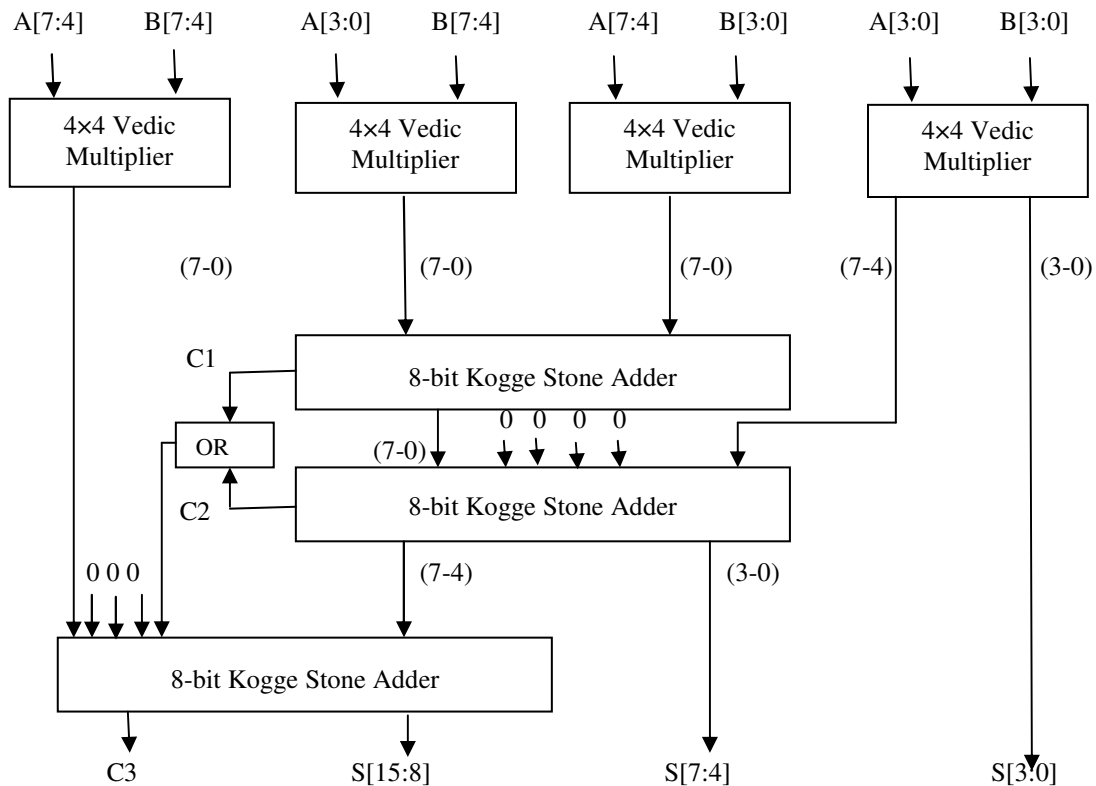 A[7:4] B[7:4] A[3:0] B[7:4] A[7:4] B[3:0] A[3:0] B[3:0]
4×4 Vedic
Multiplier
4×4 Vedic
Multiplier
4×4 Vedic
Multiplier
4×4 Vedic
Multiplier
(7-0) (7-0) (7-0) (7-4) (3-0)
C1
8-bit Kogge Stone Adder
0 0 0 0
OR
(7-0)
C2
8-bit Kogge Stone Adder
0 0 0
(7-4) (3-0)
8-bit Kogge Stone Adder
C3 S[15:8] S[7:4] S[3:0]